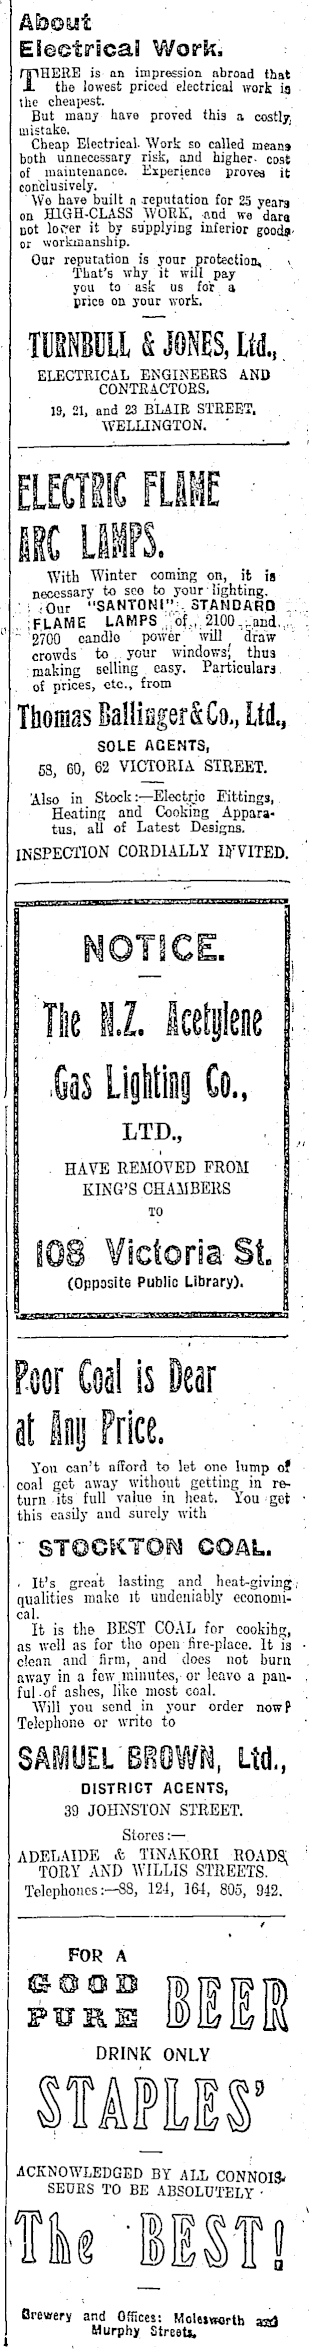 About
Electrical Work.
THERE is an impression abroad that
the lowest priced electrical work is
the cheapest.
But many have proved this a costly
mistake.
Cheap Electrical Work so called means
both unnecessary risk, and higher cost
of maintenance. Experience proves it
conclusively.
We have built a reputation for 25 years
on HIGH-CLASS WORK, and we dare
not lower it by supplying inferior goods
or workmanship.
Our reputation is your protection,
That's why it will pay
you to ask us for a
price on your work.
TURNBULL & JONES, Ltd.,
ELECTRICAL ENGINEERS AND
CONTRACTORS,
19, 21, and 23 BLAIR STREET,
WELLINGTON.
ELECTRIC FLAME
ARC LAMPS.
With Winter coming on, it is
necessary to see to your lighting.
Our "SANTONI" STANDARD
FLAME LAMPS of 2100 and
2700 candle power will draw
crowds to your windows; thus
making selling easy. Particulars
of prices, etc., from
Thomas Ballinger & Co., Ltd.,
SOLE AGENTS,
58, 60, 62 VICTORIA STREET.
Also in Stock:—Electric Fittings,
Heating and Cooking Appara-
tus, all of Latest Designs.
INSPECTION CORDIALLY INVITED.
NOTICE.
The N.Z. Acetylene
Gas Lighting Co.,
LTD.,
HAVE REMOVED FROM
KING'S CHAMBERS
TO
108 Victoria St.
(Opposite Public Library).
Poor Coal is Dear
at Any Price.
You can't afford to let one lump of
coal get away without getting in re-
turn its full value in heat. You get
this easily and surely with
STOCKTON COAL.
It's great lasting and heat-giving
qualities make it undeniably economi-
cal.
It is the BEST COAL for cooking,
as well as for the open fire-place. It is
clean and firm, and does not burn
away in a few minutes, or leave a pan-
ful of ashes, like most coal.
Will you send in your order now?
Telephone or write to
SAMUEL BROWN, Ltd.,
DISTRICT AGENTS,
39 JOHNSTON STREET.
Stores:—
ADELAIDE & TINAKORI ROADS,
TORY AND WILLIS STREETS.
Telephones:—88, 124, 164, 805, 942.
FOR A
GOOD
PURE BEER
DRINK ONLY
STAPLES'
ACKNOWLEDGED BY ALL CONNOIS-
SEURS TO BE ABSOLUTELY
The BEST!
Brewery and Offices: Molesworth and
Murphy Streets.